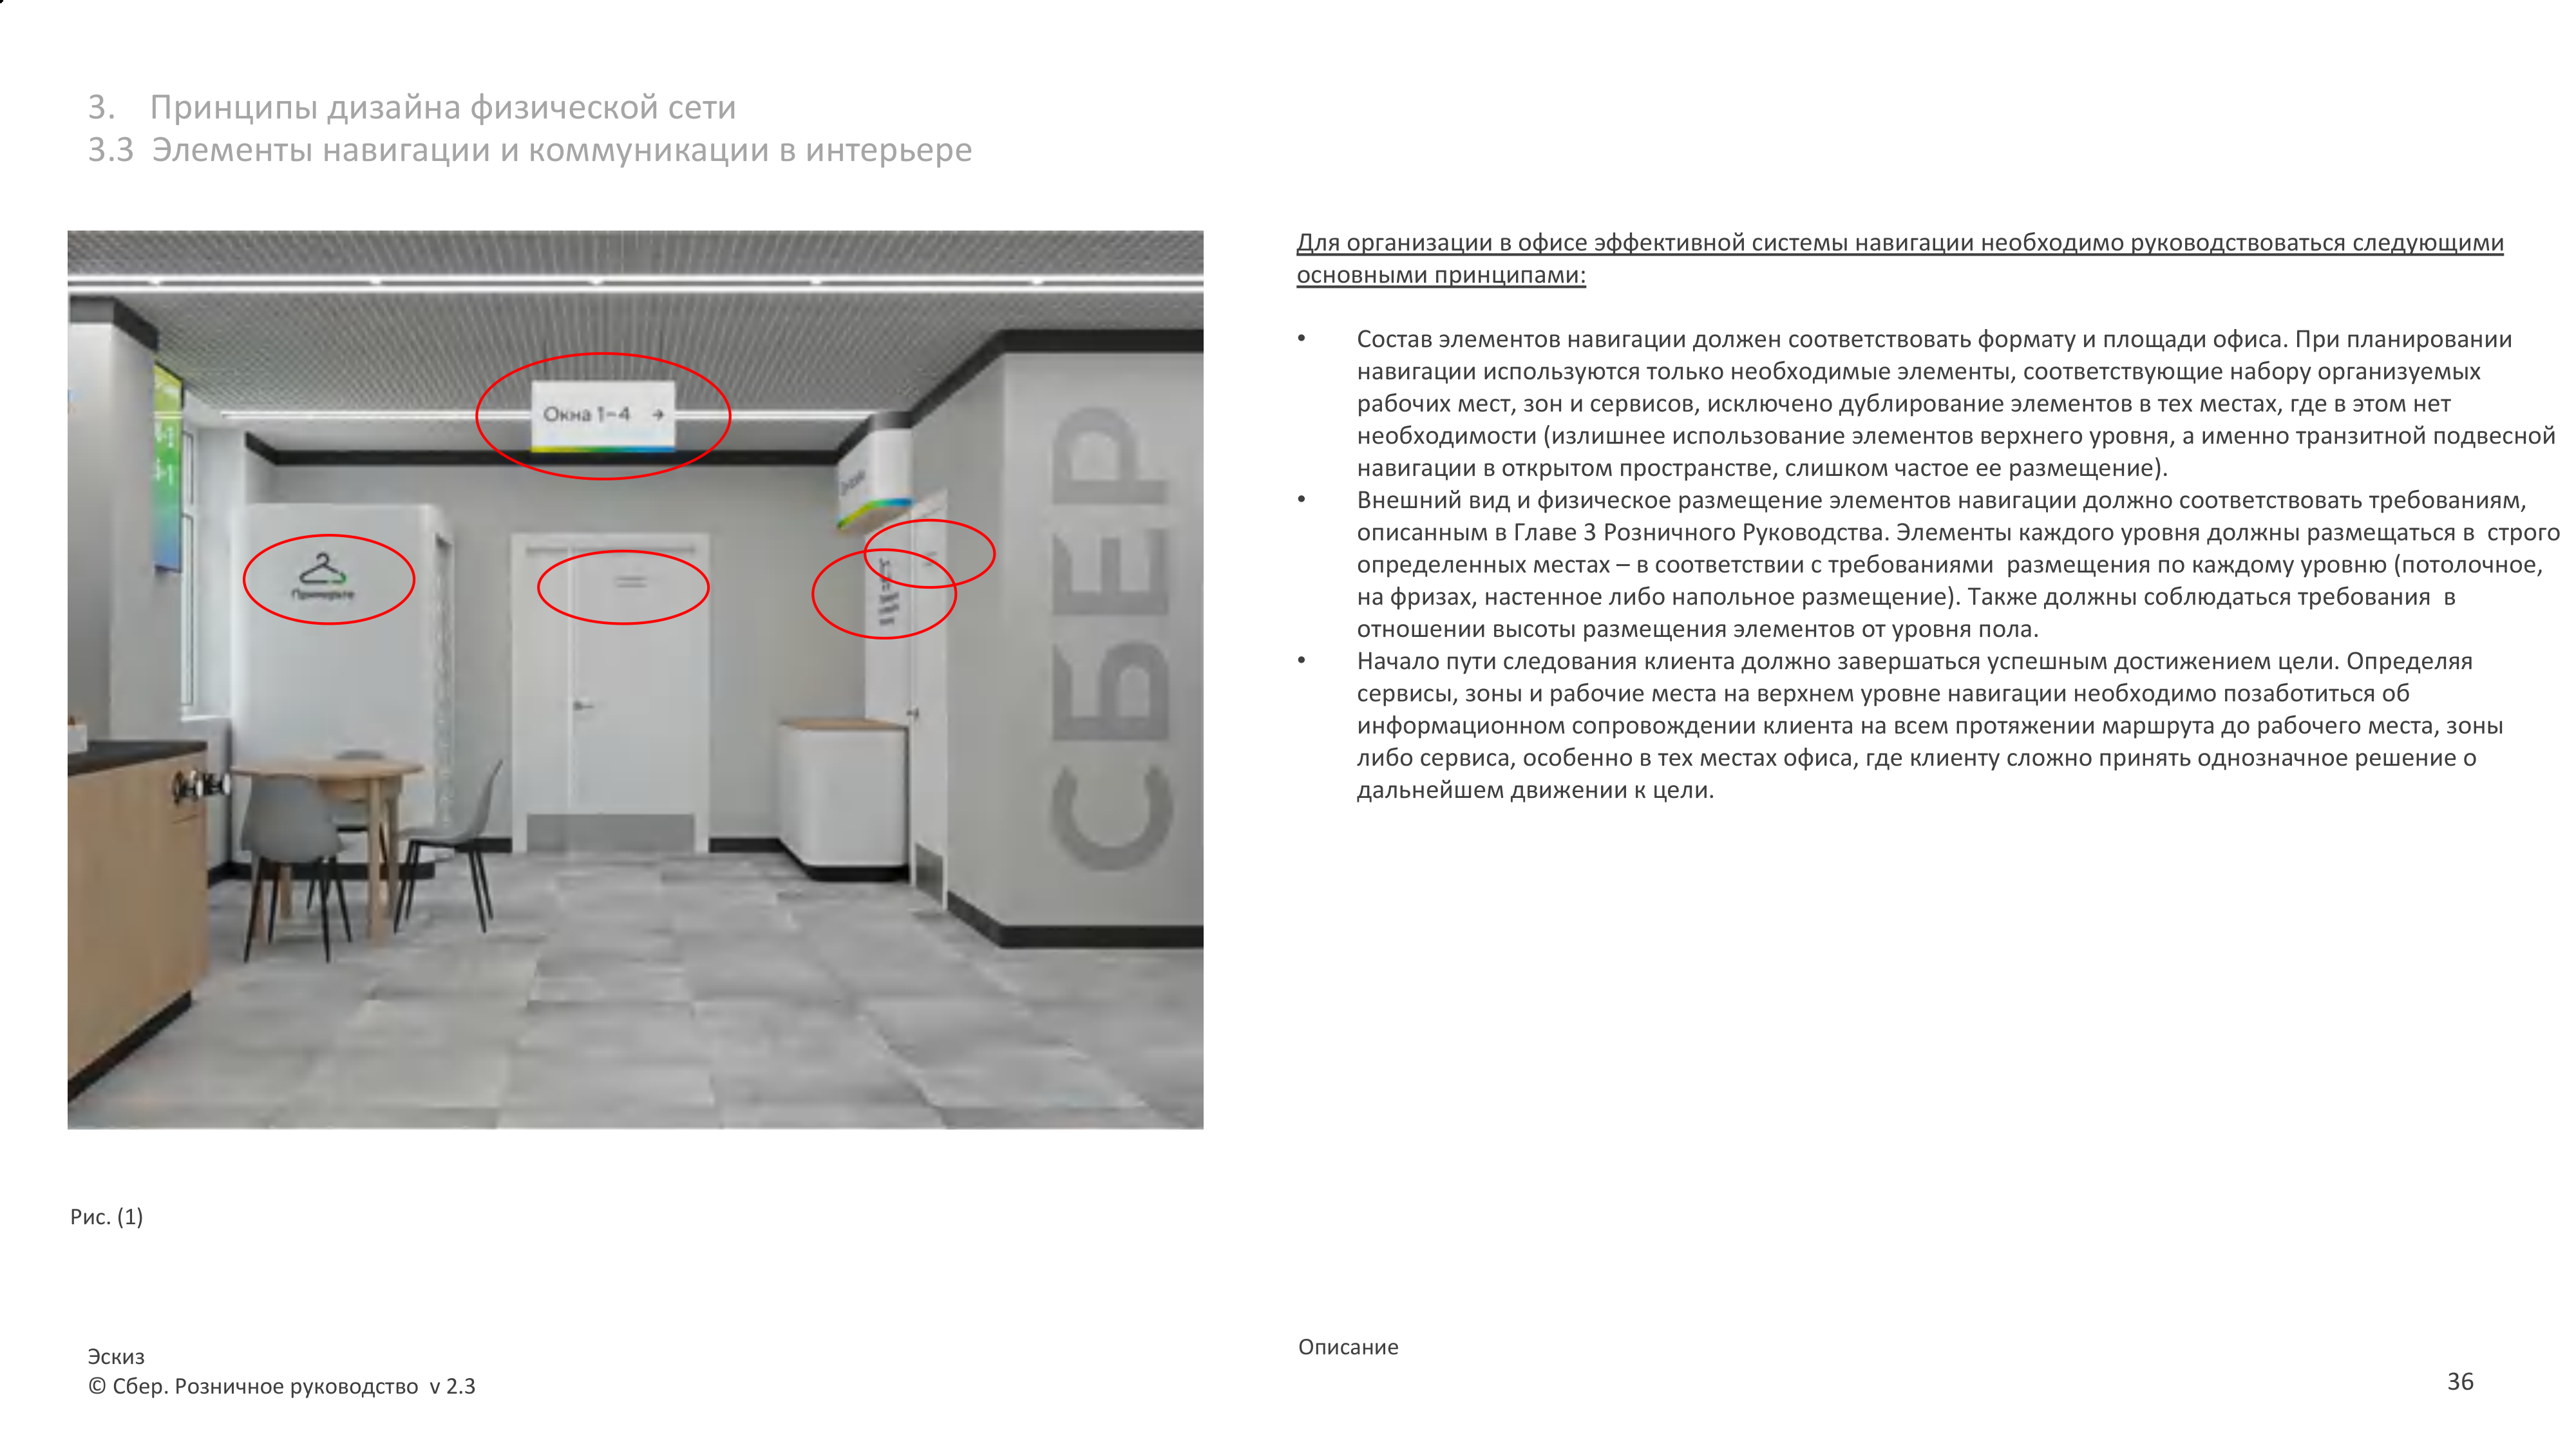 3. Принципы дизайна физической сети
3.3 Элементы навигации и коммуникации в интерьере
Окна 1–4 →
Примерьте
СБЕР
Рис. (1)
Для организации в офисе эффективной системы навигации необходимо руководствоваться следующими
основными принципами:
• Состав элементов навигации должен соответствовать формату и площади офиса. При планировании
навигации используются только необходимые элементы, соответствующие набору организуемых
рабочих мест, зон и сервисов, исключено дублирование элементов в тех местах, где в этом нет
необходимости (излишнее использование элементов верхнего уровня, а именно транзитной подвесной
навигации в открытом пространстве, слишком частое ее размещение).
• Внешний вид и физическое размещение элементов навигации должно соответствовать требованиям,
описанным в Главе 3 Розничного Руководства. Элементы каждого уровня должны размещаться в строго
определенных местах – в соответствии с требованиями размещения по каждому уровню (потолочное,
на фризах, настенное либо напольное размещение). Также должны соблюдаться требования в
отношении высоты размещения элементов от уровня пола.
• Начало пути следования клиента должно завершаться успешным достижением цели. Определяя
сервисы, зоны и рабочие места на верхнем уровне навигации необходимо позаботиться об
информационном сопровождении клиента на всем протяжении маршрута до рабочего места, зоны
либо сервиса, особенно в тех местах офиса, где клиенту сложно принять однозначное решение о
дальнейшем движении к цели.
Эскиз
© Сбер. Розничное руководство v 2.3
Описание
36